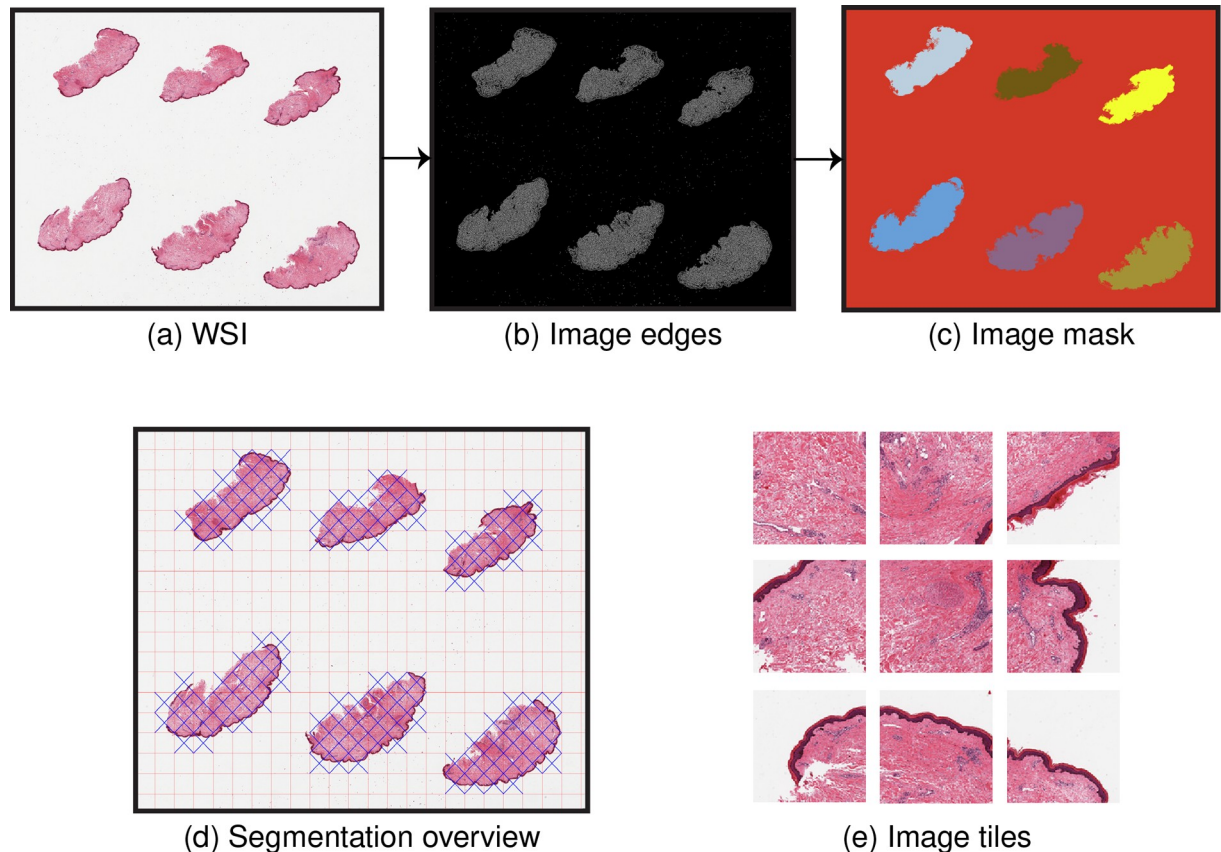 (a) WSI
(b) Image edges
(c) Image mask
(d) Segmentation overview
(e) Image tiles